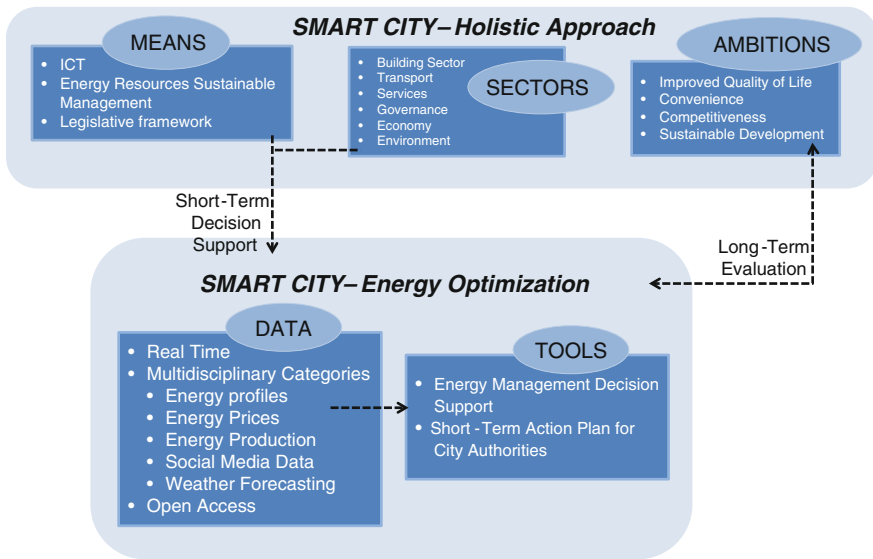 SMART CITY–Holistic Approach
MEANS
• ICT
• Energy Resources Sustainable
Management
• Legislative framework
SECTORS
• Building Sector
• Transport
• Services
• Governance
• Economy
• Environment
AMBITIONS
• Improved Quality of Life
• Convenience
• Competitiveness
• Sustainable Development
Short-Term
Decision
Support
Long-Term
Evaluation
SMART CITY–Energy Optimization
DATA
• Real Time
• Multidisciplinary Categories
• Energy profiles
• Energy Prices
• Energy Production
• Social Media Data
• Weather Forecasting
• Open Access
TOOLS
• Energy Management Decision
Support
• Short-Term Action Plan for
City Authorities